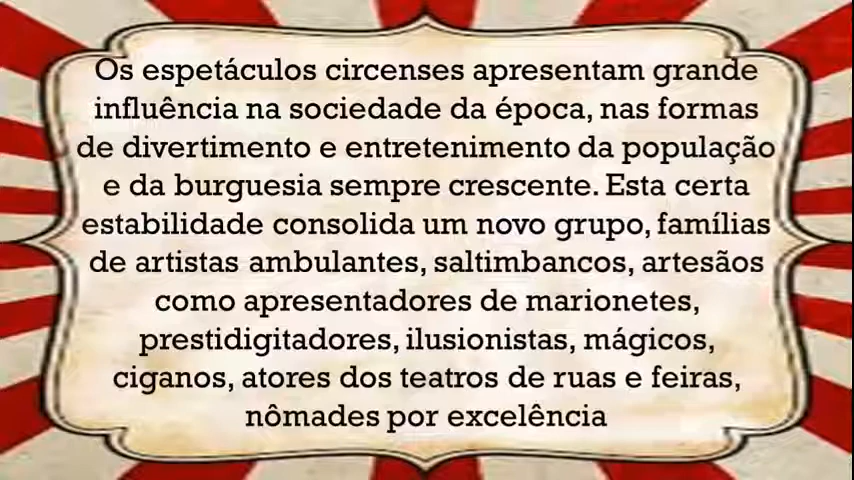 Os espetáculos circenses apresentam grande
influência na sociedade da época, nas formas
de divertimento e entretenimento da população
e da burguesia sempre crescente. Esta certa
estabilidade consolida um novo grupo, famílias
de artistas ambulantes, saltimbancos, artesãos
como apresentadores de marionetes,
prestidigitadores, ilusionistas, mágicos,
ciganos, atores dos teatros de ruas e feiras,
nômades por excelência